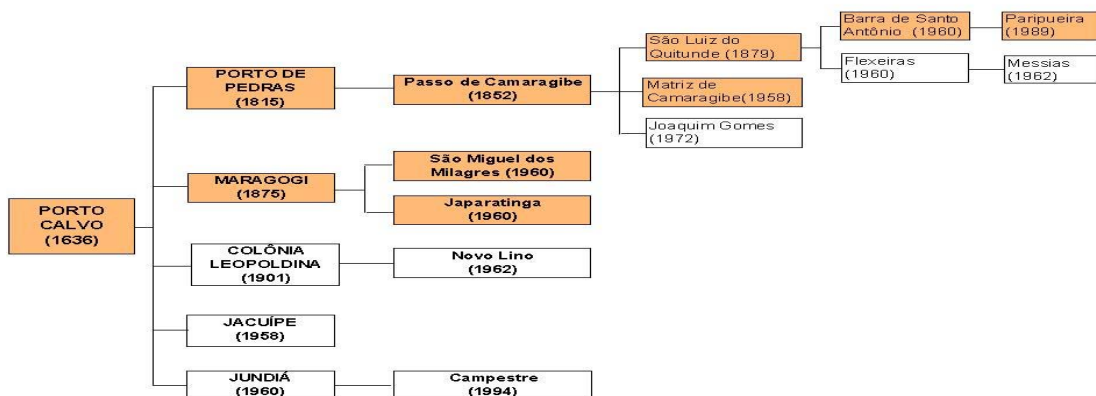 PORTO
CALVO
(1636)
PORTO DE
PEDRAS
(1815)
Passo de Camaragibe
(1852)
São Luiz do
Quitunde (1879)
Barra de Santo
Antônio (1960)
Paripueira
(1989)
Flexeiras
(1960)
Messias
(1962)
Matriz de
Camaragibe(1958)
Joaquim Gomes
(1972)
MARAGOGI
(1875)
São Miguel dos
Milagres (1960)
Japaratinga
(1960)
COLÔNIA
LEOPOLDINA
(1901)
Novo Lino
(1962)
JACUÍPE
(1958)
JUNDIÁ
(1960)
Campestre
(1994)